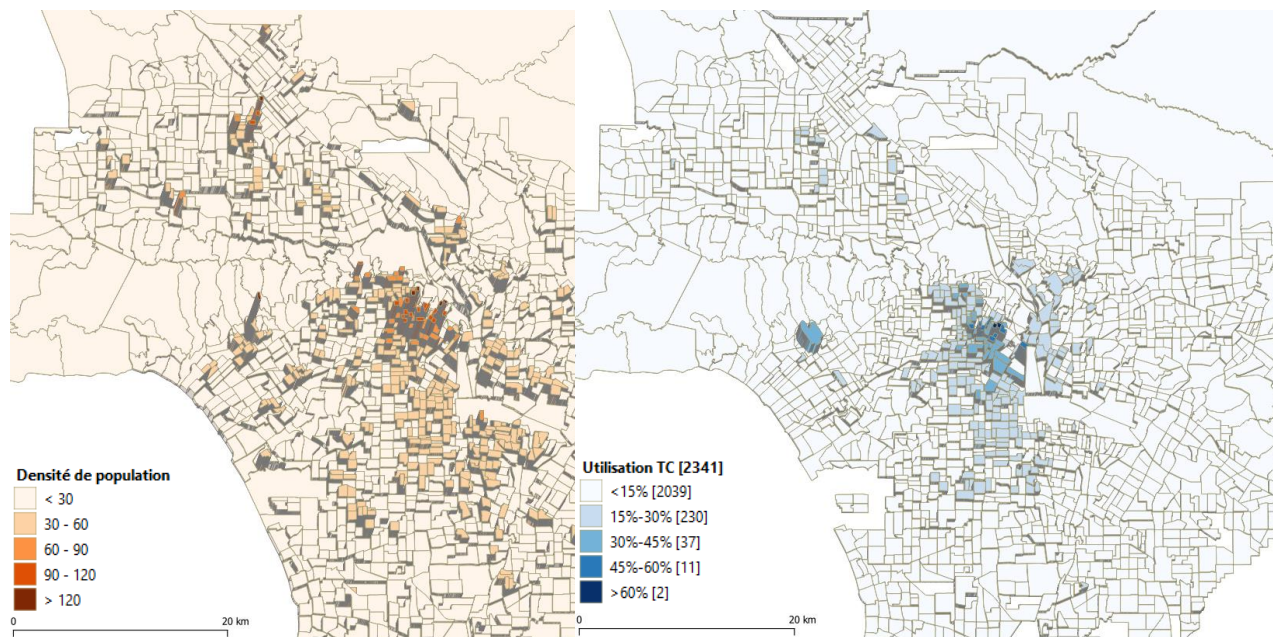 Densité de population
< 30
30 - 60
60 - 90
90 - 120
> 120
0 20 km
Utilisation TC [2341]
<15% [2039]
15%-30% [230]
30%-45% [37]
45%-60% [11]
>60% [2]
0 20 km